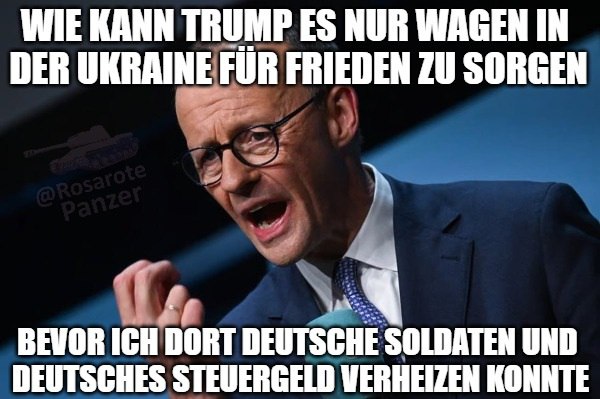 WIE KANN TRUMP ES NUR WAGEN IN
DER UKRAINE FÜR FRIEDEN ZU SORGEN
@Rosarote
Panzer
BEVOR ICH DORT DEUTSCHE SOLDATEN UND
DEUTSCHES STEUERGELD VERHEIZEN KONNTE